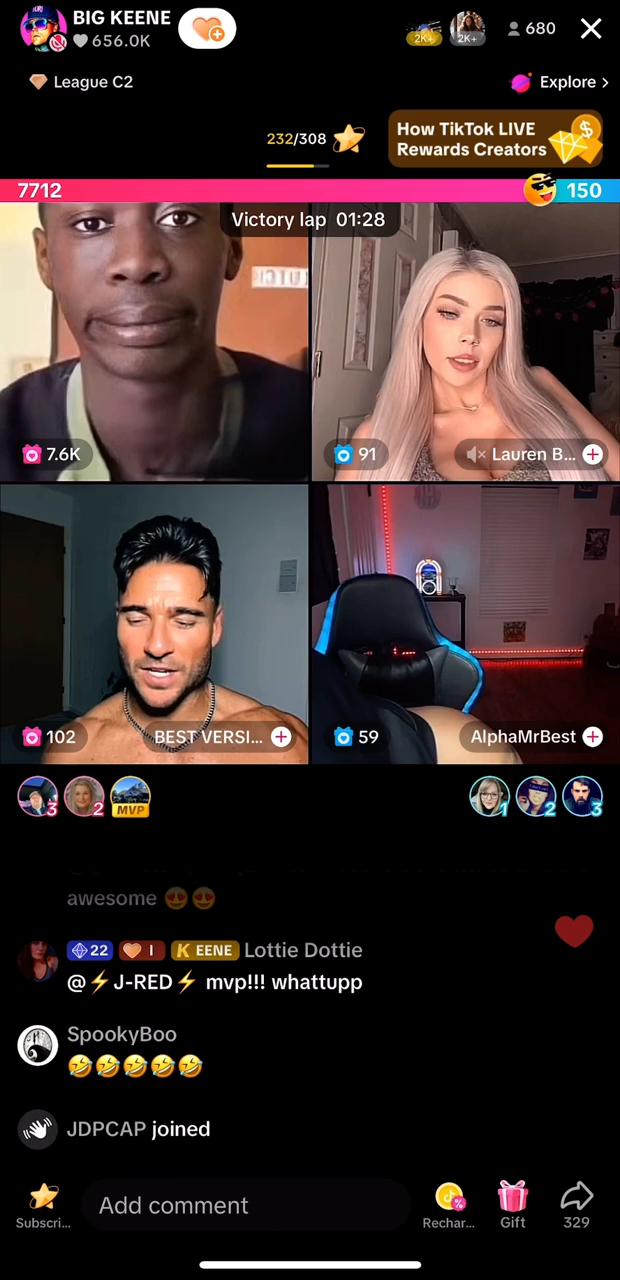 BIG KEENE
656.0K
2K+
2K+
680
League C2
Explore >
232/308
How TikTok LIVE
Rewards Creators
7712
150
Victory lap 01:28
7.6K
91
Lauren B...
102
BEST VERSI...
59
AlphaMrBest
3
2
MVP
1
2
3
awesome 😍😍
22
I
K EENE
Lottie Dottie
@⚡J-RED⚡ mvp!!! whattupp
SpookyBoo
🤣🤣🤣🤣🤣
JDPCAP joined
Subscri...
Add comment
Rechar...
Gift
329